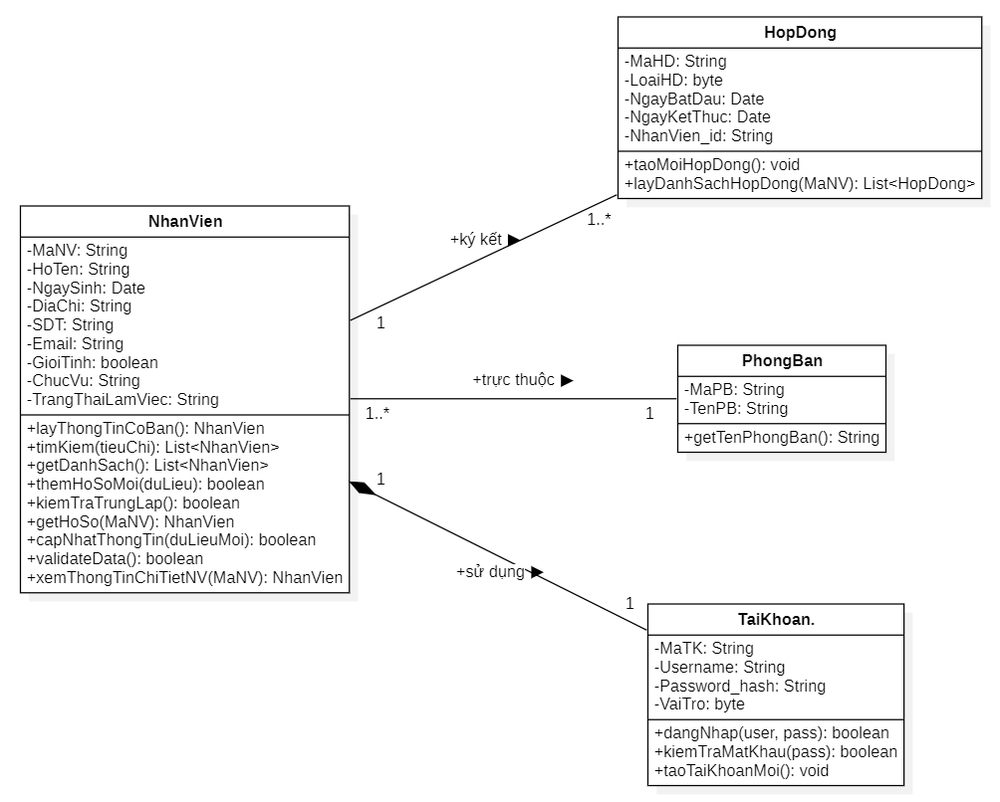 HopDong
-MaHD: String
-LoaiHD: byte
-NgayBatDau: Date
-NgayKetThuc: Date
-NhanVien_id: String
+taoMoiHopDong(): void
+layDanhSachHopDong(MaNV): List<HopDong>
1..*
+ký kết
1
NhanVien
-MaNV: String
-HoTen: String
-NgaySinh: Date
-DiaChi: String
-SDT: String
-Email: String
-GioiTinh: boolean
-ChucVu: String
-TrangThaiLamViec: String
+layThongTinCoBan(): NhanVien
+timKiem(tieuChi): List<NhanVien>
+getDanhSach(): List<NhanVien>
+themHoSoMoi(duLieu): boolean
+kiemTraTrungLap(): boolean
+getHoSo(MaNV): NhanVien
+capNhatThongTin(duLieuMoi): boolean
+validateData(): boolean
+xemThongTinChiTietNV(MaNV): NhanVien
+trực thuộc
1..*
1
PhongBan
-MaPB: String
-TenPB: String
+getTenPhongBan(): String
1
+sử dụng
1
TaiKhoan.
-MaTK: String
-Username: String
-Password_hash: String
-VaiTro: byte
+dangNhap(user, pass): boolean
+kiemTraMatKhau(pass): boolean
+taoTaiKhoanMoi(): void